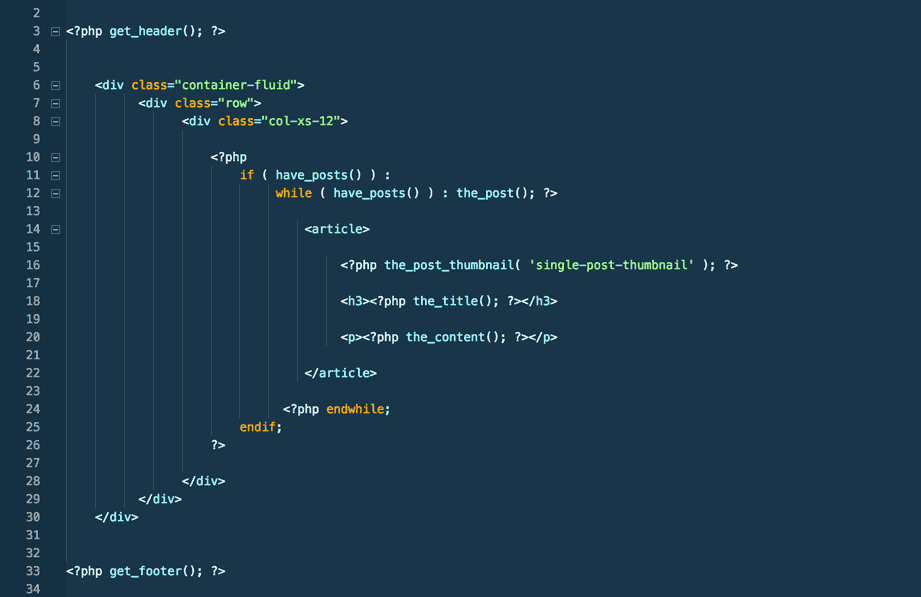 2
3 <?php get_header(); ?>
4
5
6 <div class="container-fluid">
7 <div class="row">
8 <div class="col-xs-12">
9
10 <?php
11 if ( have_posts() ) :
12 while ( have_posts() ) : the_post(); ?>
13
14 <article>
15
16 <?php the_post_thumbnail( 'single-post-thumbnail' ); ?>
17
18 <h3><?php the_title(); ?></h3>
19
20 <p><?php the_content(); ?></p>
21
22 </article>
23
24 <?php endwhile;
25 endif;
26 ?>
27
28 </div>
29 </div>
30 </div>
31
32
33 <?php get_footer(); ?>
34